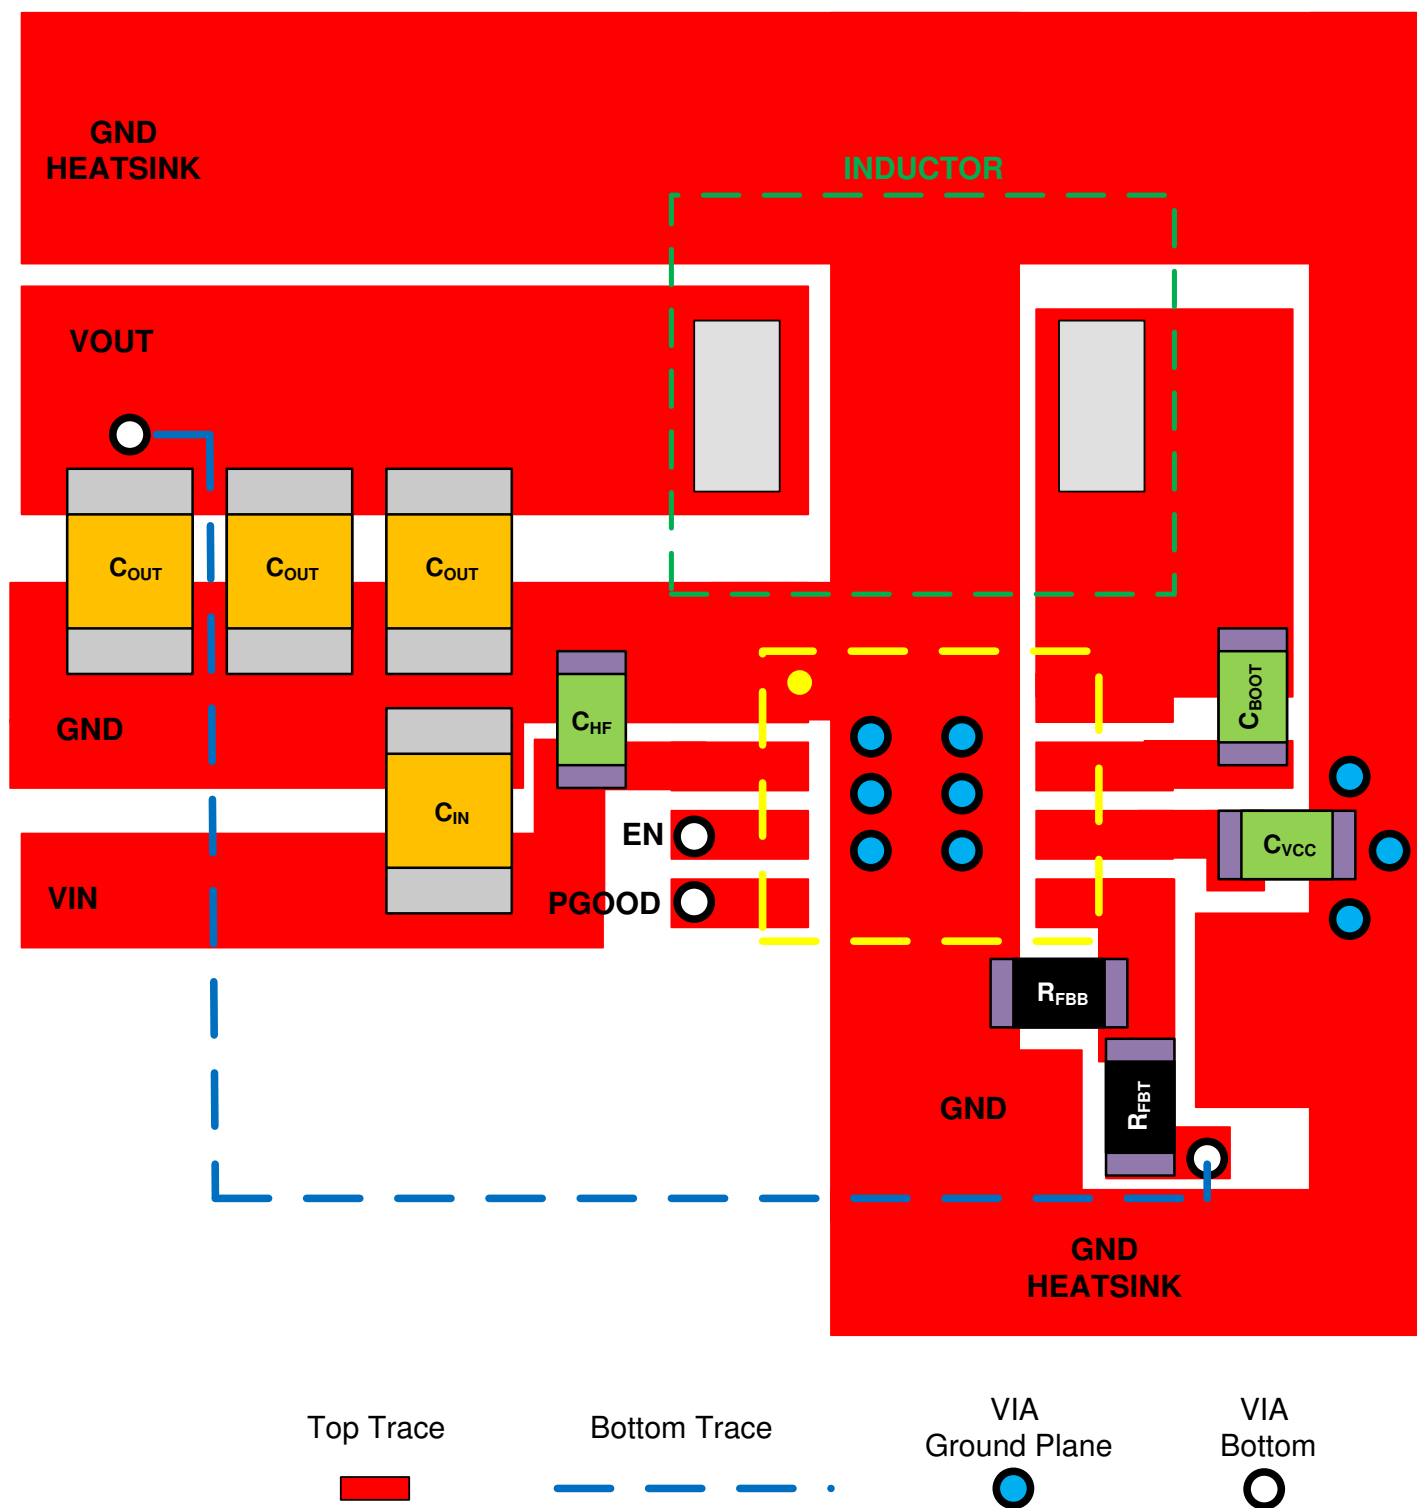 GND
HEATSINK
INDUCTOR
VOUT
COUT
COUT
COUT
CHF
CBOOT
GND
CIN
EN
CVCC
VIN
PGOOD
RFBB
GND
RFBT
GND
HEATSINK
Top Trace
Bottom Trace
VIA
Ground Plane
VIA
Bottom